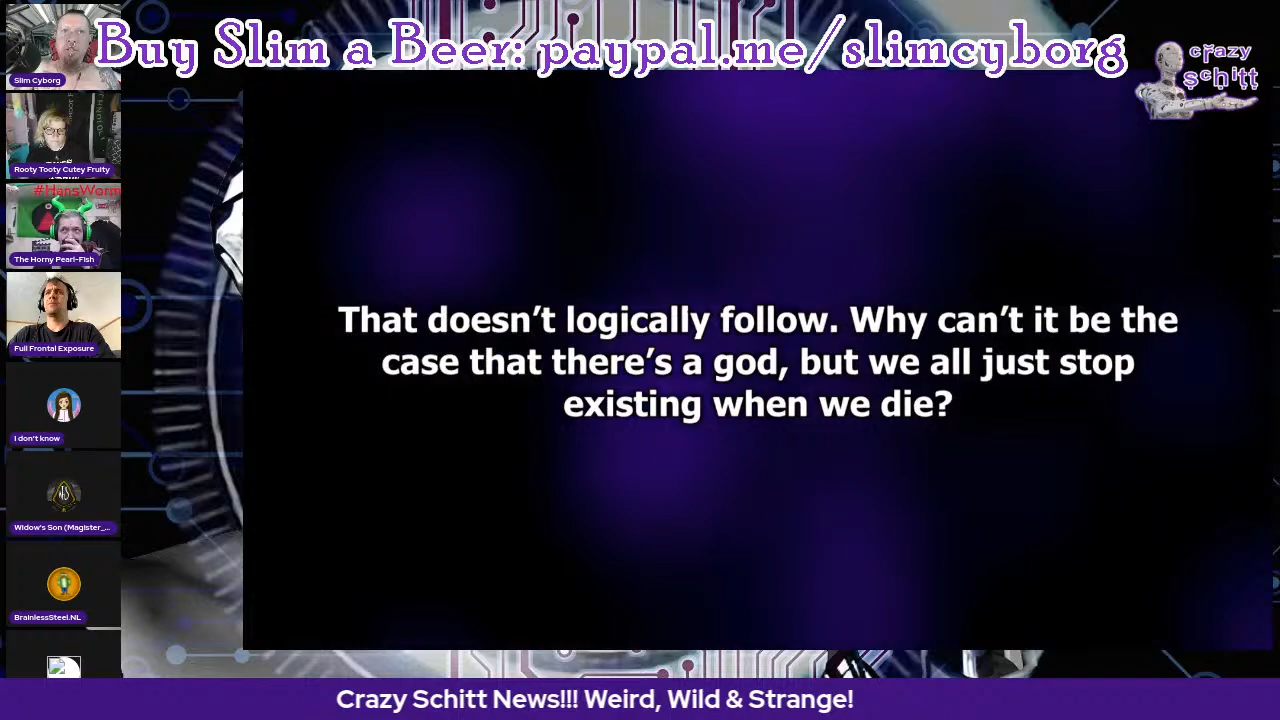 Buy Slim a Beer: paypal.me/slimcyborg
crazy
schitt
Slim Cyborg
Rooty Tooty Cutey Fruity
#HansWorm
The Horny Pearl-Fish
Full Frontal Exposure
I don't know
Widow's Son (Magister_...
BrainlessSteel.NL
That doesn’t logically follow. Why can’t it be the
case that there’s a god, but we all just stop
existing when we die?
Crazy Schitt News!!! Weird, Wild & Strange!